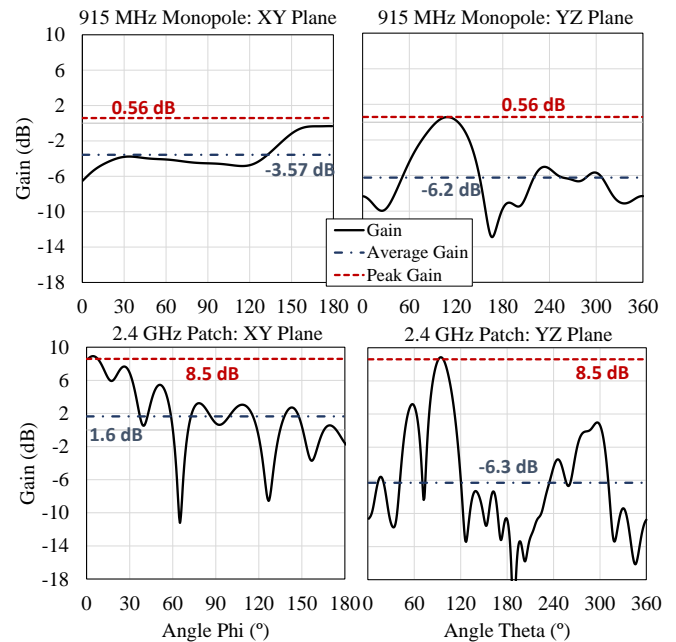 915 MHz Monopole: XY Plane
915 MHz Monopole: YZ Plane
10
6
2
-2
-6
-10
-14
-18
Gain (dB)
0.56 dB
-3.57 dB
0.56 dB
-6.2 dB
Gain
Average Gain
Peak Gain
0 30 60 90 120 150 180
0 60 120 180 240 300 360
2.4 GHz Patch: XY Plane
2.4 GHz Patch: YZ Plane
10
6
2
-2
-6
-10
-14
-18
Gain (dB)
8.5 dB
1.6 dB
8.5 dB
-6.3 dB
0 30 60 90 120 150 180
0 60 120 180 240 300 360
Angle Phi (º)
Angle Theta (º)